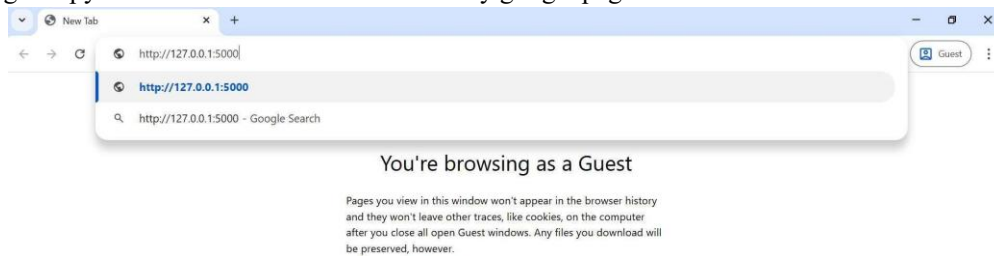 New Tab
http://127.0.0.1:5000
Guest
http://127.0.0.1:5000
http://127.0.0.1:5000 - Google Search
You're browsing as a Guest
Pages you view in this window won't appear in the browser history
and they won't leave other traces, like cookies, on the computer
after you close all open Guest windows. Any files you download will
be preserved, however.